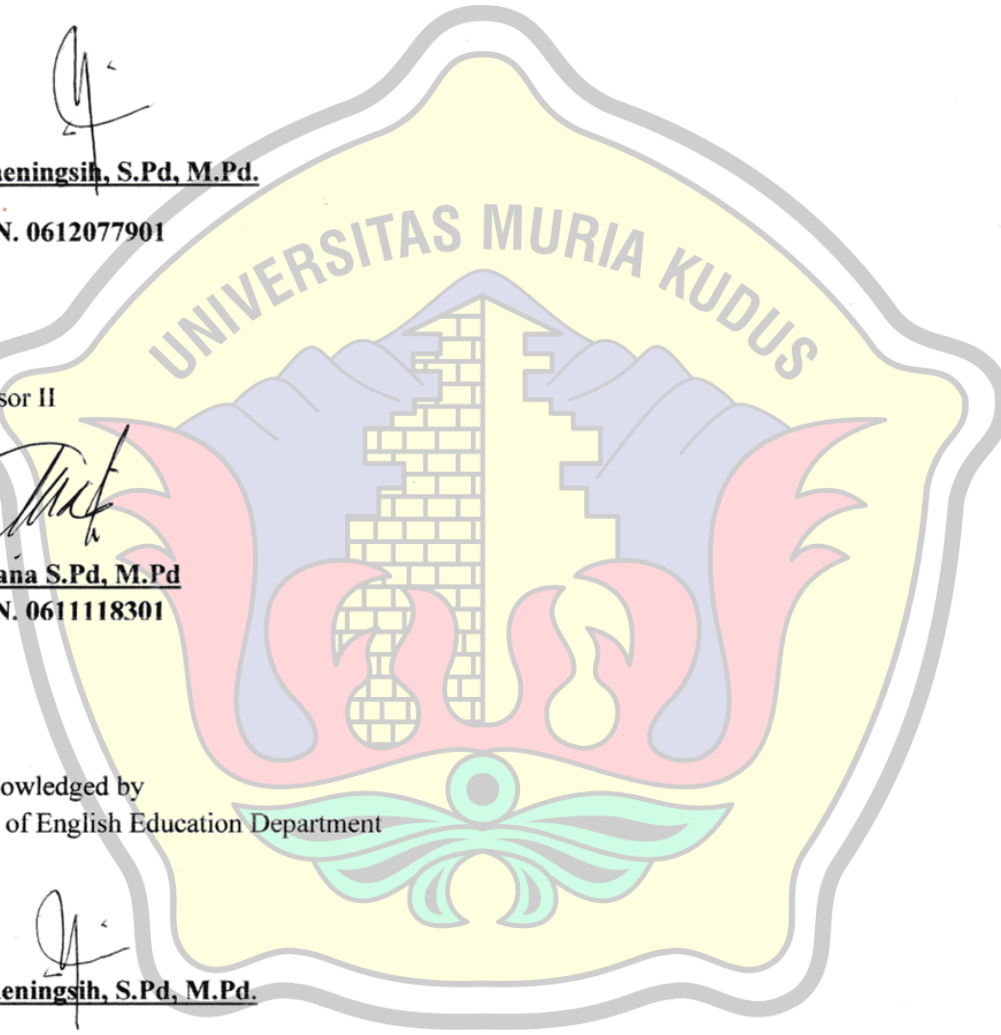 eningsih, S.Pd, M.Pd.
N. 0612077901
UNIVERSITAS MURIA KUDUS
sor II
ana S.Pd, M.Pd
N. 0611118301
owledged by
of English Education Department
eningsih, S.Pd, M.Pd.